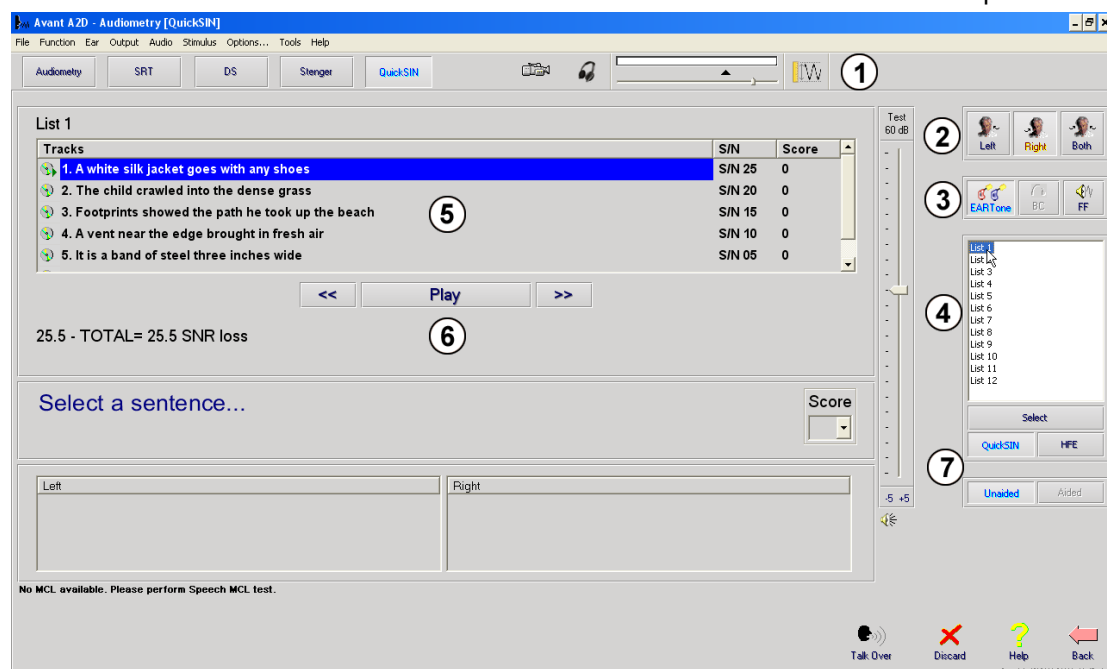 Avant A2D - Audiometry [QuickSIN]
File Function Ear Output Audio Stimulus Options... Tools Help
Audiometry SRT DS Stenger QuickSIN
1
List 1
Tracks S/N Score
1. A white silk jacket goes with any shoes S/N 25 0
2. The child crawled into the dense grass S/N 20 0
3. Footprints showed the path he took up the beach S/N 15 0
4. A vent near the edge brought in fresh air S/N 10 0
5. It is a band of steel three inches wide S/N 05 0
5
<< Play >>
6
25.5 - TOTAL= 25.5 SNR loss
Select a sentence...
Score
Left Right
No MCL available. Please perform Speech MCL test.
Test
60 dB
-5 +5
2
Left Right Both
3
EARTone BC FF
4
List 1
List
List 3
List 4
List 5
List 6
List 7
List 8
List 9
List 10
List 11
List 12
Select
QuickSIN HFE
7
Unaided Aided
Talk Over Discard Help Back